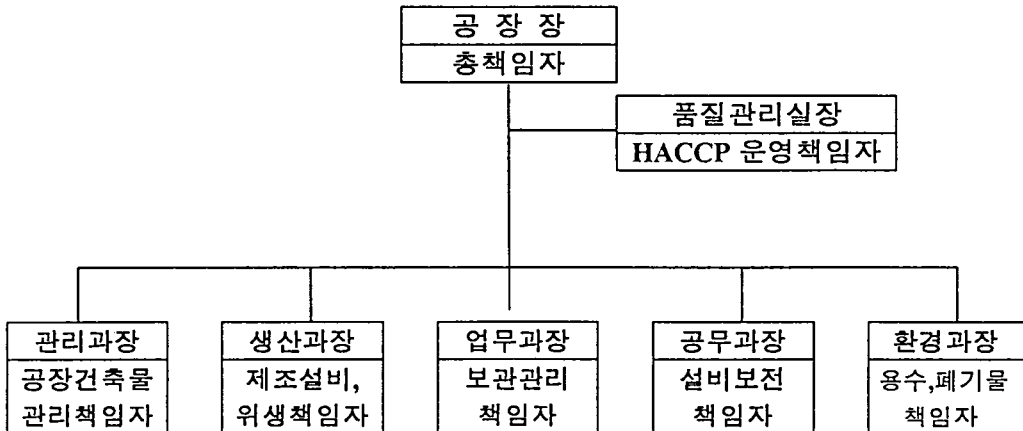 공 장 장
총책임자
품질관리실장
HACCP 운영책임자
관리과장
공장건축물
관리책임자
생산과장
제조설비,
위생책임자
업무과장
보관관리
책임자
공무과장
설비보전
책임자
환경과장
용수,폐기물
책임자